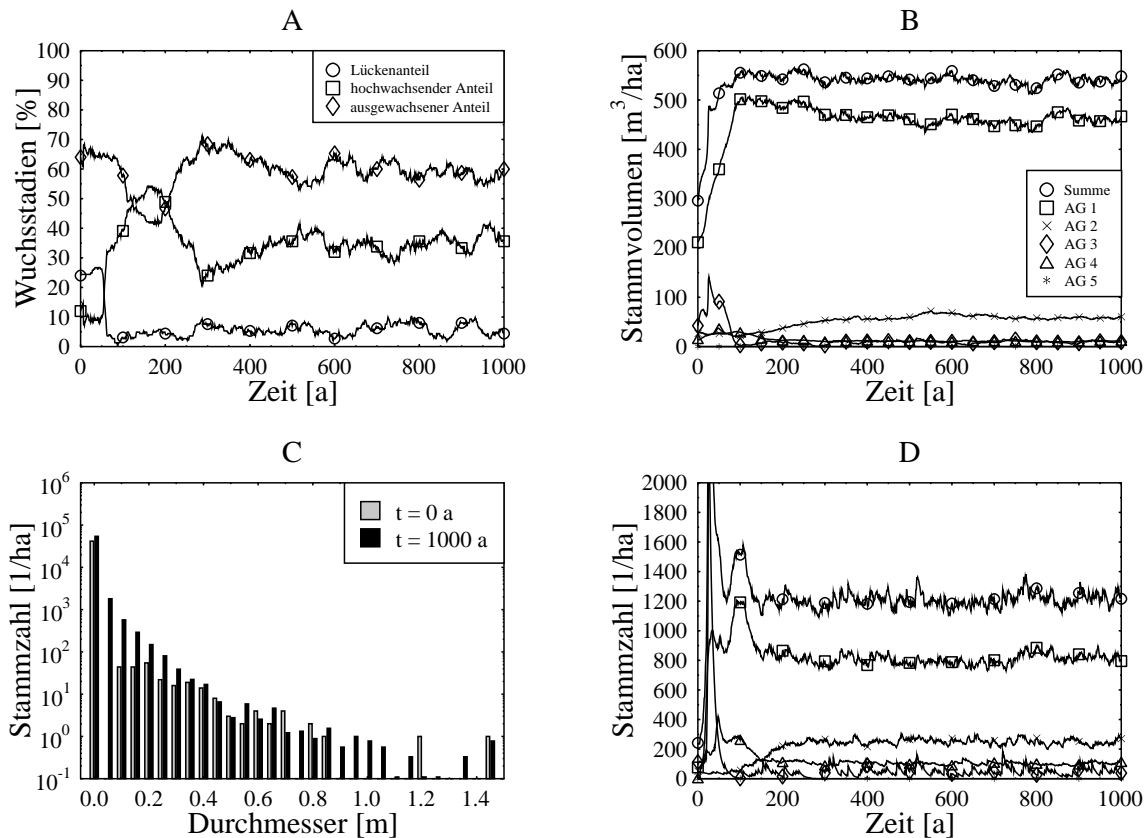 A
Wuchsstadien [%]
100
90
80
70
60
50
40
30
20
10
0
Lückenanteil
hochwachsender Anteil
ausgewachsener Anteil
0 200 400 600 800 1000
Zeit [a]
B
Stammvolumen [m³/ha]
600
500
400
300
200
100
0
Summe
AG 1
AG 2
AG 3
AG 4
AG 5
0 200 400 600 800 1000
Zeit [a]
C
Stammzahl [1/ha]
10⁶
10⁵
10⁴
10³
10²
10¹
10⁰
10⁻¹
t = 0 a
t = 1000 a
0.0 0.2 0.4 0.6 0.8 1.0 1.2 1.4
Durchmesser [m]
D
Stammzahl [1/ha]
2000
1800
1600
1400
1200
1000
800
600
400
200
0
0 200 400 600 800 1000
Zeit [a]